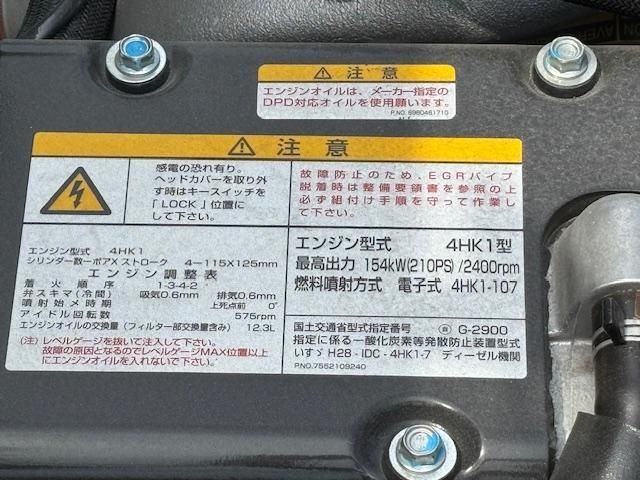 ⚠ 注意
エンジンオイルは、メーカー指定の
DPD対応オイルを使用願います。
P.NO. 8980461710
⚠ 注意
感電の恐れ有り。
ヘッドカバーを取り外
す時はキースイッチを
「LOCK」位置に
して下さい。
故障防止のため、EGRパイプ
脱着時は整備要領書を参照の上
必ず組付け手順を守って作業し
て下さい。
エンジン型式 4HK1
シリンダー数ーボアXストローク 4ー115X125mm
エンジン調整表
着火順序 1-3-4-2
弁スキマ(冷間) 吸気0.6mm 排気0.6mm
噴射始メ時期 上死点前 0°
アイドル回転数 575rpm
エンジンオイルの交換量(フィルター部交換量含み) 12.3L
(注)レベルゲージを抜いて注入して下さい。
故障の原因となるのでレベルゲージMAX位置以上
にエンジンオイルを入れないで下さい。
エンジン型式 4HK1型
最高出力 154kW(210PS)/2400rpm
燃料噴射方式 電子式 4HK1-107
国土交通省型式指定番号 G-2900
指定に係る一酸化炭素等発散防止装置型式
いすゞ H28-IDC-4HK1-7 ディーゼル機関
P.NO.7552109240